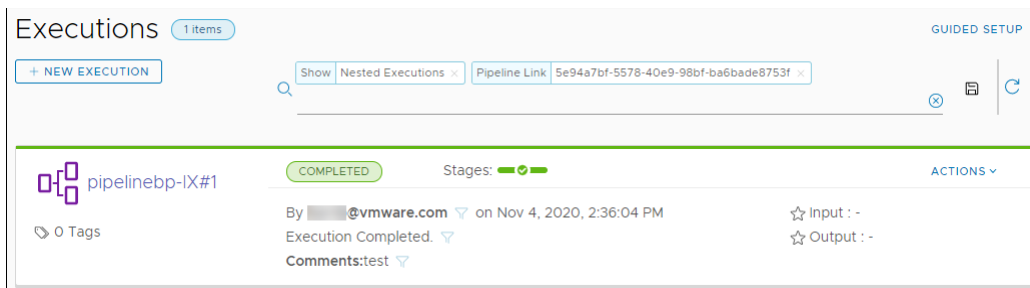 Executions 1 items
GUIDED SETUP
+ NEW EXECUTION
Show Nested Executions × Pipeline Link 5e94a7bf-5578-40e9-98bf-ba6bade8753f ×
pipelinebp-IX#1
0 Tags
COMPLETED Stages:
ACTIONS
By @vmware.com on Nov 4, 2020, 2:36:04 PM
Execution Completed.
Comments:test
Input : -
Output : -